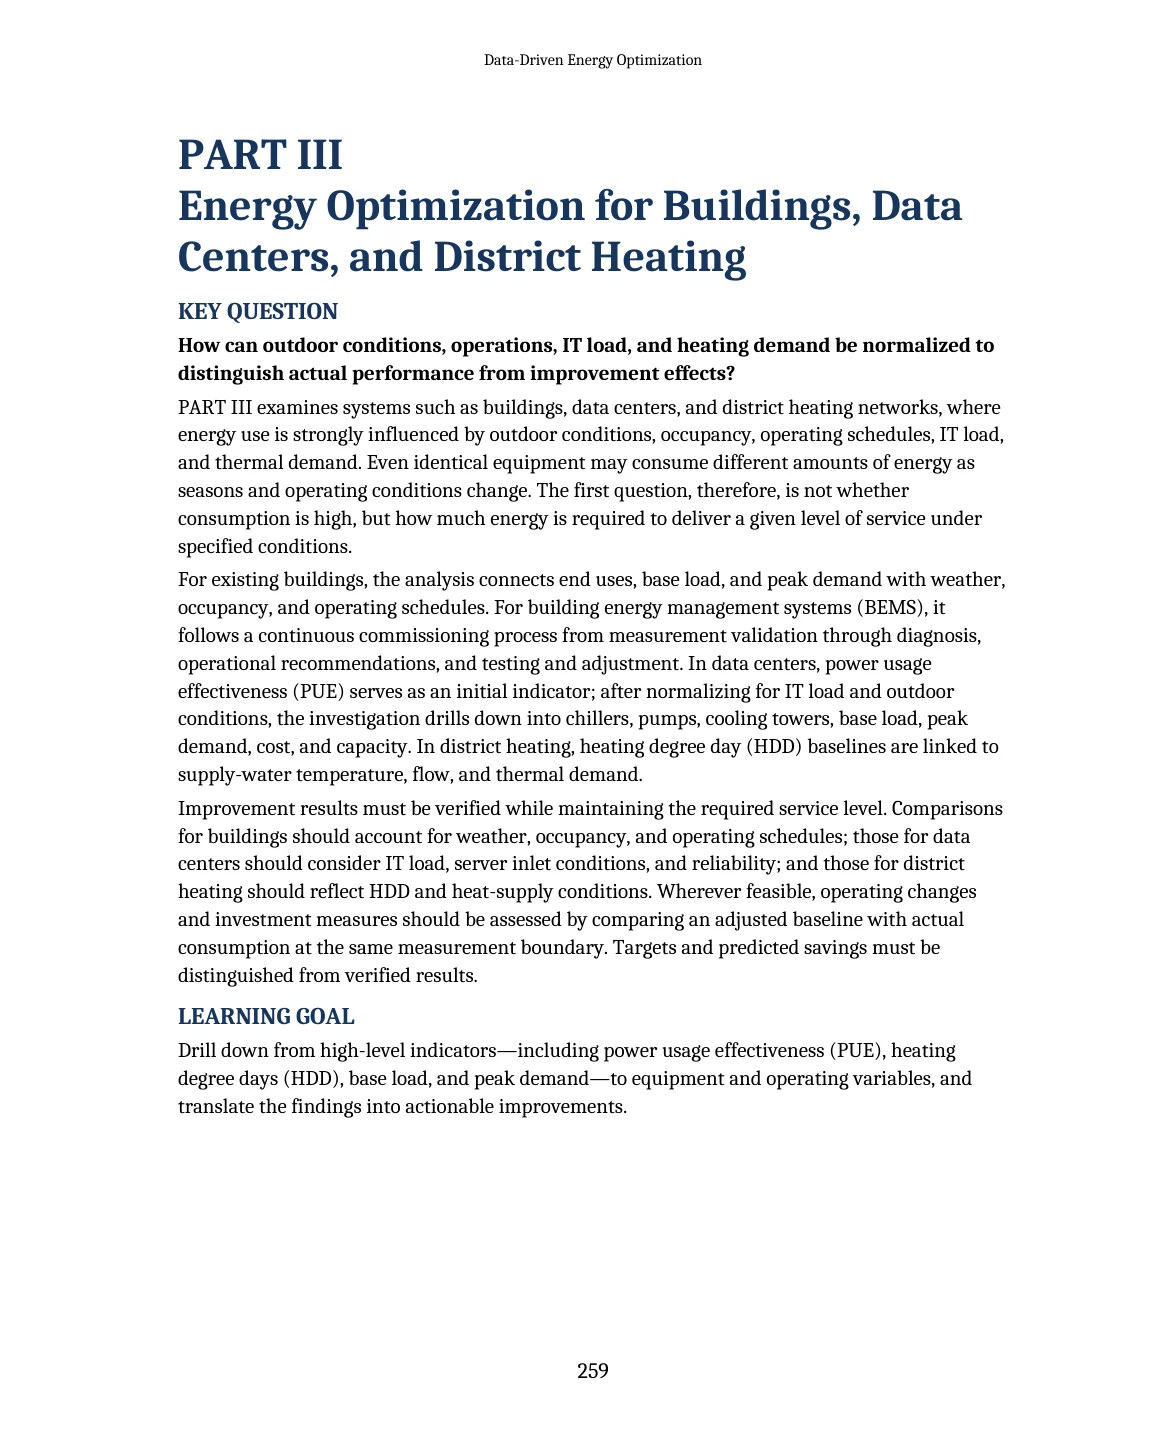 Data-Driven Energy Optimization
PART III
Energy Optimization for Buildings, Data
Centers, and District Heating
KEY QUESTION
How can outdoor conditions, operations, IT load, and heating demand be normalized to
distinguish actual performance from improvement effects?
PART III examines systems such as buildings, data centers, and district heating networks, where
energy use is strongly influenced by outdoor conditions, occupancy, operating schedules, IT load,
and thermal demand. Even identical equipment may consume different amounts of energy as
seasons and operating conditions change. The first question, therefore, is not whether
consumption is high, but how much energy is required to deliver a given level of service under
specified conditions.
For existing buildings, the analysis connects end uses, base load, and peak demand with weather,
occupancy, and operating schedules. For building energy management systems (BEMS), it
follows a continuous commissioning process from measurement validation through diagnosis,
operational recommendations, and testing and adjustment. In data centers, power usage
effectiveness (PUE) serves as an initial indicator; after normalizing for IT load and outdoor
conditions, the investigation drills down into chillers, pumps, cooling towers, base load, peak
demand, cost, and capacity. In district heating, heating degree day (HDD) baselines are linked to
supply-water temperature, flow, and thermal demand.
Improvement results must be verified while maintaining the required service level. Comparisons
for buildings should account for weather, occupancy, and operating schedules; those for data
centers should consider IT load, server inlet conditions, and reliability; and those for district
heating should reflect HDD and heat-supply conditions. Wherever feasible, operating changes
and investment measures should be assessed by comparing an adjusted baseline with actual
consumption at the same measurement boundary. Targets and predicted savings must be
distinguished from verified results.
LEARNING GOAL
Drill down from high-level indicators—including power usage effectiveness (PUE), heating
degree days (HDD), base load, and peak demand—to equipment and operating variables, and
translate the findings into actionable improvements.
259